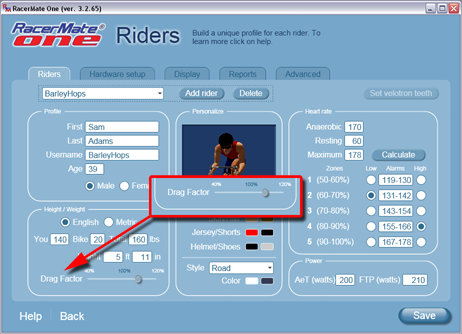 RacerMate One (ver. 3.2.65)
RacerMate® one
Riders
Build a unique profile for each rider. To
learn more click on help.
Riders
Hardware setup
Display
Reports
Advanced
BarleyHops
Add rider
Delete
Set velotron teeth
Profile
First Sam
Last Adams
Username BarleyHops
Age 39
Male
Height / Weight
English Metric
You 140 Bike 20 160 lbs
5 ft 11 in
Drag Factor
40% 100% 120%
Personalize
Drag Factor
40% 100% 120%
Jersey/Shorts
Helmet/Shoes
Style Road
Color
Heart rate
Anaerobic 170
Resting 60
Maximum 178
Calculate
Zones Low Alarms High
1 (50-60%) 119-130
2 (60-70%) 131-142
3 (70-80%) 143-154
4 (80-90%) 155-166
5 (90-100%) 167-178
Power
AeT (watts) 200 FTP (watts) 210
Help
Back
Save